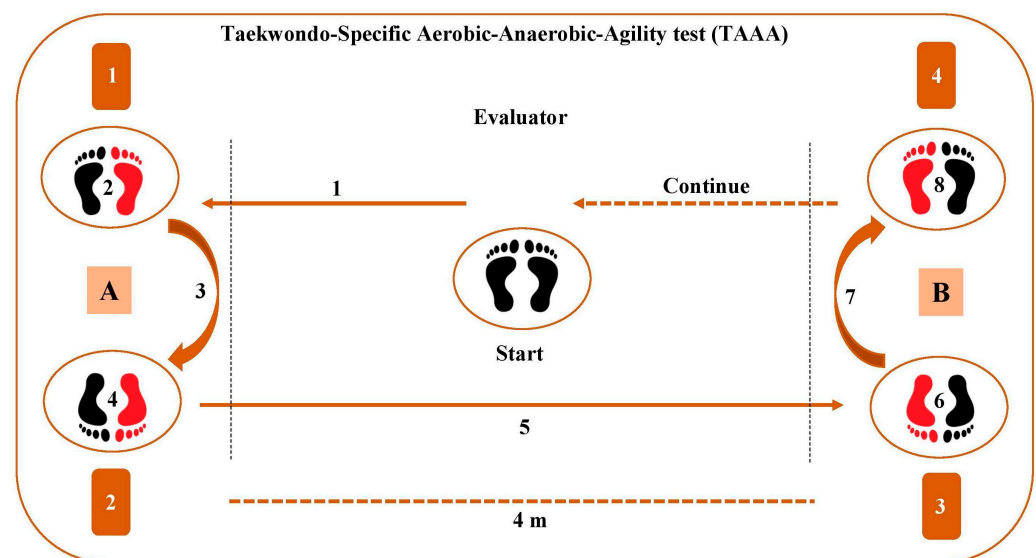 Taekwondo-Specific Aerobic-Anaerobic-Agility test (TAAA)
1
4
Evaluator
2
1
Continue
8
A
3
7
B
Start
4
6
5
2
3
4 m